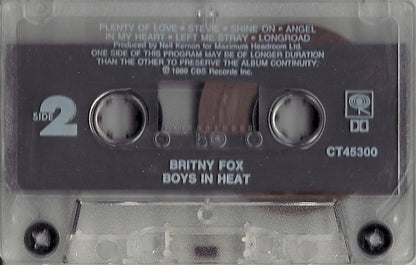 PLENTY OF LOVE • STEVIE • SHINE ON • ANGEL
IN MY HEART • LEFT ME STRAY • LONGROAD
Produced by Neil Kernon for Maximum Headroom Ltd.
ONE SIDE OF THIS PROGRAM MAY BE OF LONGER DURATION
THAN THE OTHER TO PRESERVE THE ALBUM CONTINUITY.
© 1989 CBS Records Inc.
SIDE 2
CT45300
BRITNY FOX
BOYS IN HEAT